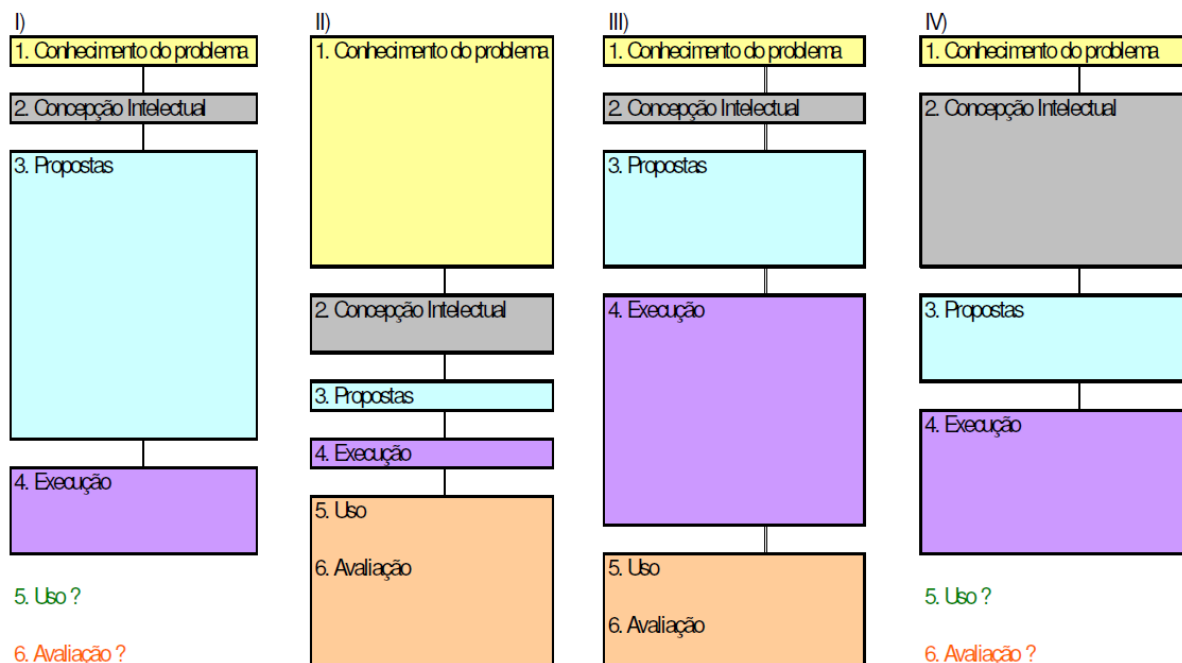 I)
1. Conhecimento do problema
2. Concepção Intelectual
3. Propostas
4. Execução
5. Uso ?
6. Avaliação ?
II)
1. Conhecimento do problema
2. Concepção Intelectual
3. Propostas
4. Execução
5. Uso
6. Avaliação
III)
1. Conhecimento do problema
2. Concepção Intelectual
3. Propostas
4. Execução
5. Uso
6. Avaliação
IV)
1. Conhecimento do problema
2. Concepção Intelectual
3. Propostas
4. Execução
5. Uso ?
6. Avaliação ?